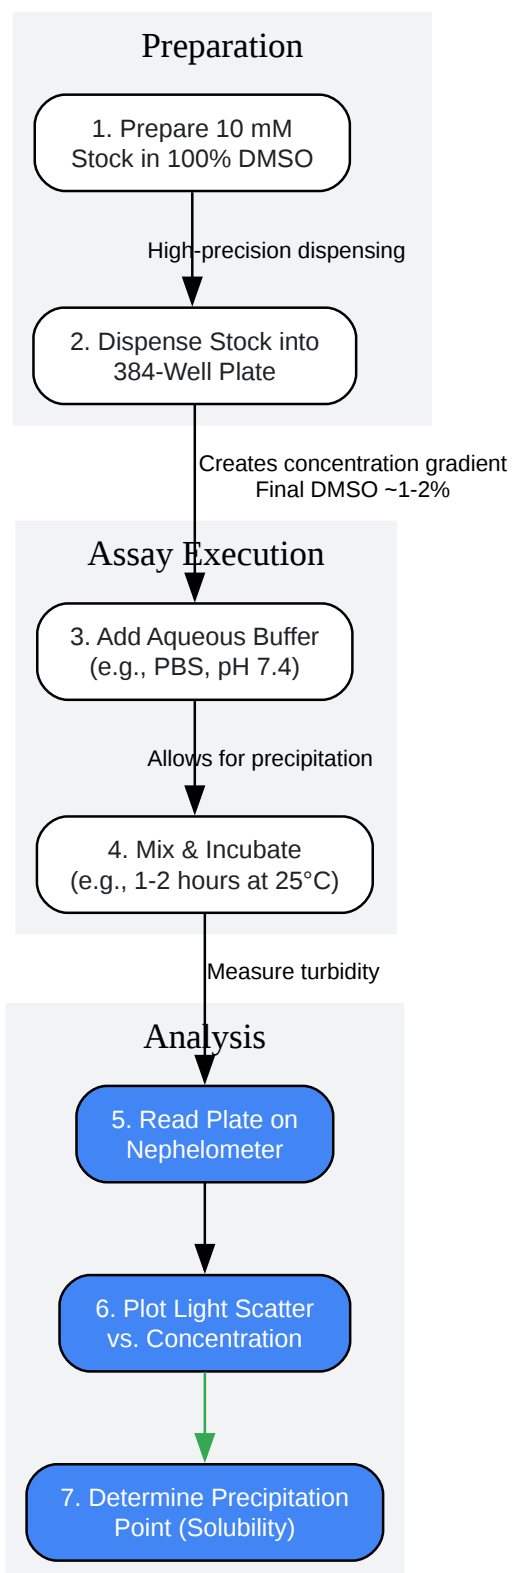 Preparation
1. Prepare 10 mM
Stock in 100% DMSO
High-precision dispensing
2. Dispense Stock into
384-Well Plate
Creates concentration gradient
Final DMSO ~1-2%
Assay Execution
3. Add Aqueous Buffer
(e.g., PBS, pH 7.4)
Allows for precipitation
4. Mix & Incubate
(e.g., 1-2 hours at 25°C)
Measure turbidity
Analysis
5. Read Plate on
Nephelometer
6. Plot Light Scatter
vs. Concentration
7. Determine Precipitation
Point (Solubility)